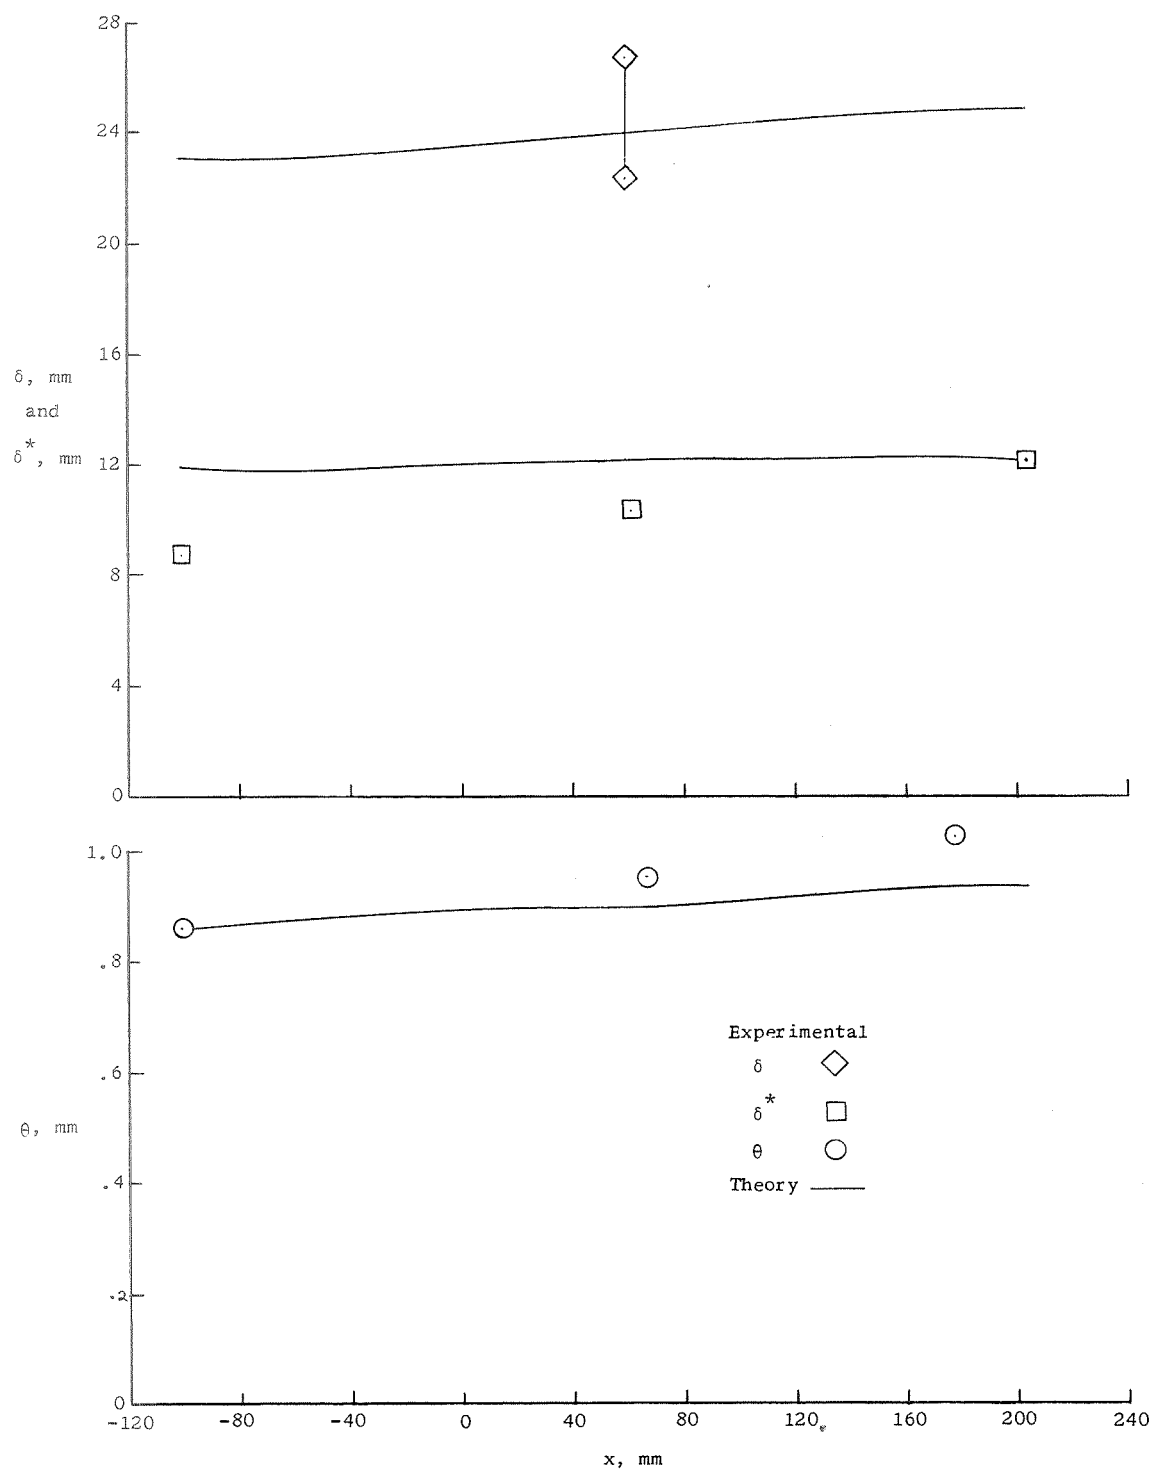 28
24
20
16
δ, mm
and
δ*, mm
12
8
4
0
1.0
.8
.6
θ, mm
.4
.2
0
Experimental
δ
δ*
θ
Theory
-120 -80 -40 0 40 80 120 160 200 240
x, mm